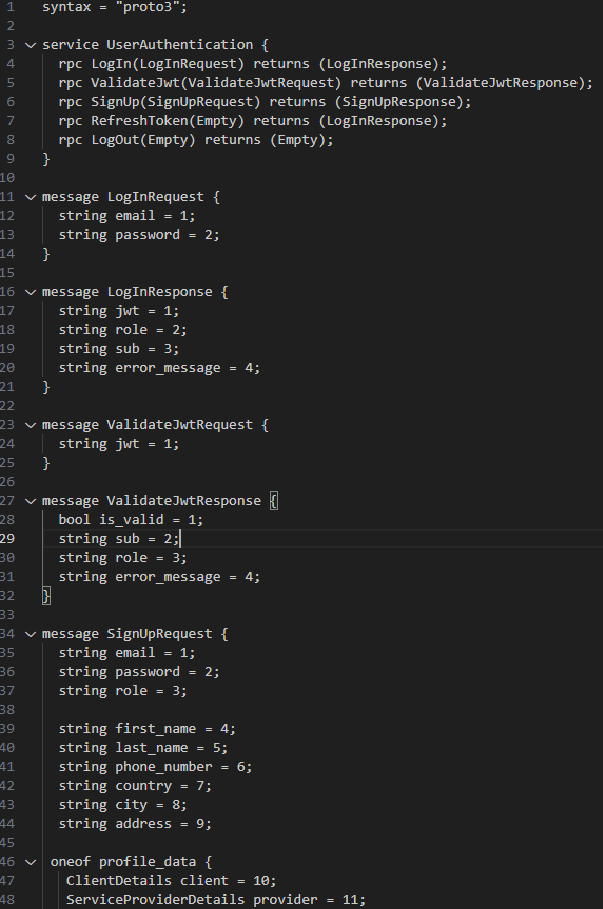 1 syntax = "proto3";
2
3 service UserAuthentication {
4 rpc LogIn(LogInRequest) returns (LogInResponse);
5 rpc ValidateJwt(ValidateJwtRequest) returns (ValidateJwtResponse);
6 rpc SignUp(SignUpRequest) returns (SignUpResponse);
7 rpc RefreshToken(Empty) returns (LogInResponse);
8 rpc LogOut(Empty) returns (Empty);
9 }
10
11 message LogInRequest {
12 string email = 1;
13 string password = 2;
14 }
15
16 message LogInResponse {
17 string jwt = 1;
18 string role = 2;
19 string sub = 3;
20 string error_message = 4;
21 }
22
23 message ValidateJwtRequest {
24 string jwt = 1;
25 }
26
27 message ValidateJwtResponse {
28 bool is_valid = 1;
29 string sub = 2;
30 string role = 3;
31 string error_message = 4;
32 }
33
34 message SignUpRequest {
35 string email = 1;
36 string password = 2;
37 string role = 3;
38
39 string first_name = 4;
40 string last_name = 5;
41 string phone_number = 6;
42 string country = 7;
43 string city = 8;
44 string address = 9;
45
46 oneof profile_data {
47 ClientDetails client = 10;
48 ServiceProviderDetails provider = 11;